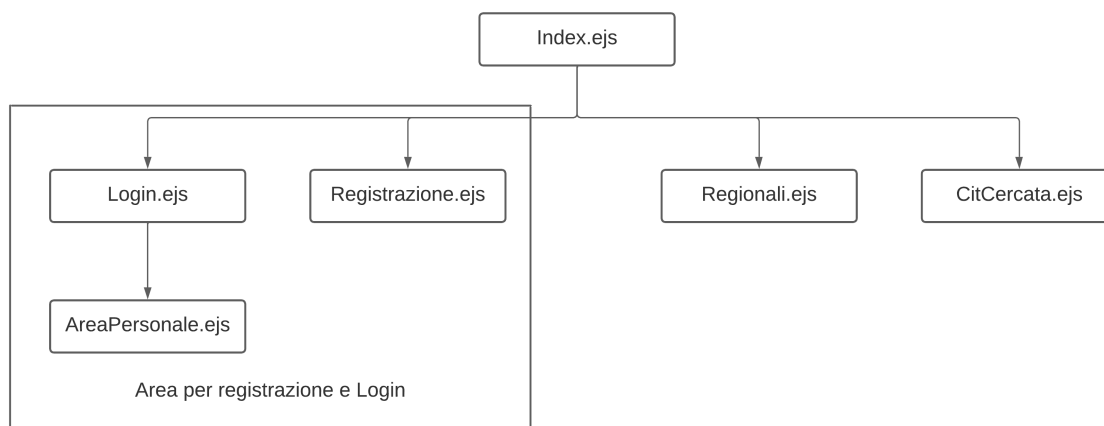 Index.ejs
Login.ejs
Registrazione.ejs
Regionali.ejs
CitCercata.ejs
AreaPersonale.ejs
Area per registrazione e Login